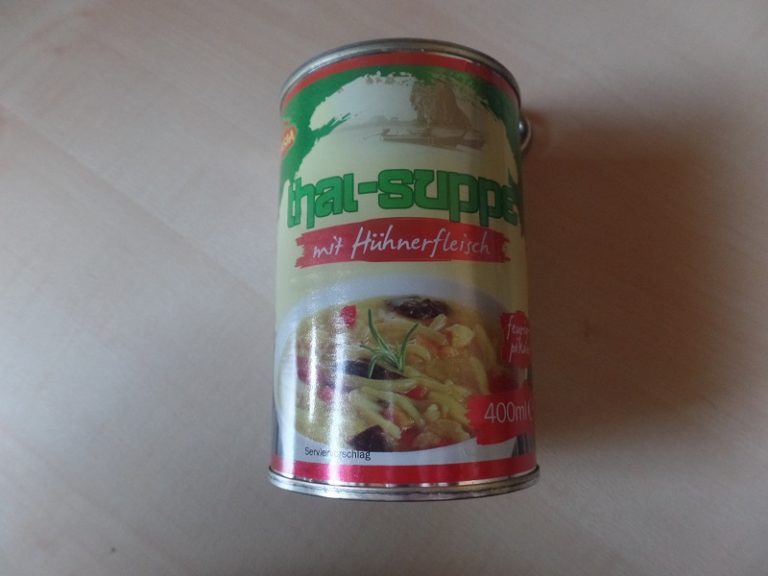 thai-suppe
mit Hühnerfleisch
400ml
Serviervorschlag